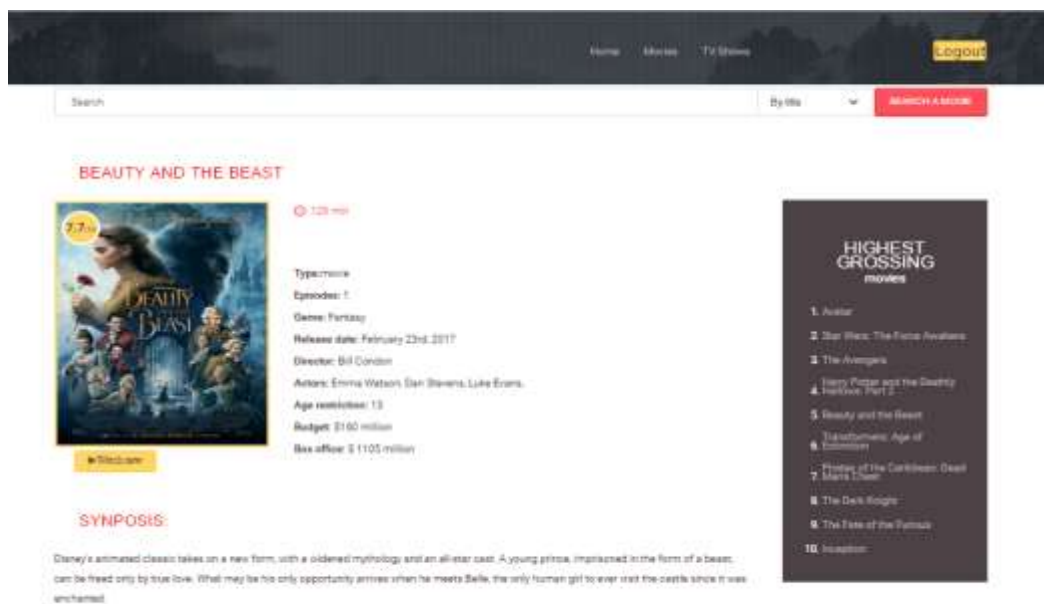 Home Movies TV Shows
Logout
Search
By title
SEARCH A MOVIE
BEAUTY AND THE BEAST
7.7
BEAUTY
BEAST
min
Type:movie
Episodes: 1
Genre: Fantasy
Release date: February 23rd, 2017
Director: Bill Condon
Actors: Emma Watson, Dan Stevens, Luke Evans,
Age restriction: 13
Budget: $160 million
Box office: $ 1105 million
HIGHEST
GROSSING
movies
1. Avatar
2. Star Wars: The Force Awakens
3. The Avengers
4. Harry Potter and the Deathly
Hallows: Part 2
5. Beauty and the Beast
6. Transformers: Age of
Extinction
7. Pirates of the Caribbean: Dead
Man's Chest
8. The Dark Knight
9. The Fate of the Furious
10. Inception
SYNPOSIS:
Disney's animated classic takes on a new form, with a widened mythology and an all-star cast. A young prince, imprisoned in the form of a beast,
can be freed only by true love. What may be his only opportunity arrives when he meets Belle, the only human girl to ever visit the castle since it was
enchanted.